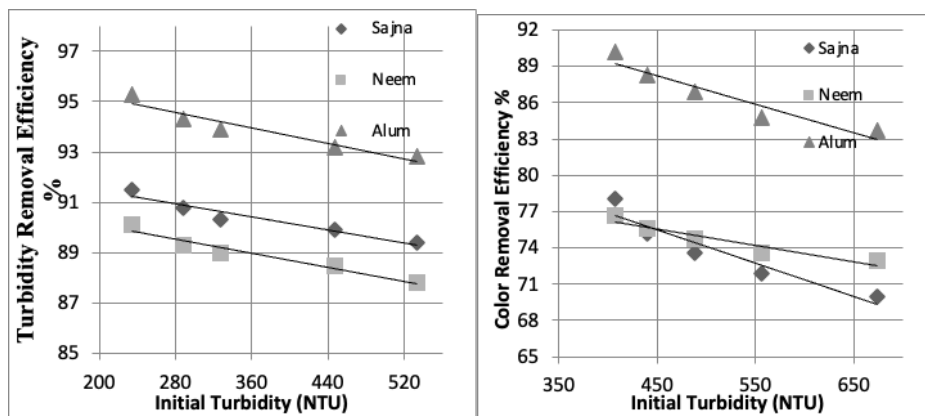 Turbidity Removal Efficiency
%
97
95
93
91
89
87
85
200
280
360
440
520
Initial Turbidity (NTU)
Sajna
Neem
Alum
Color Removal Efficiency %
92
89
86
83
80
77
74
71
68
65
350
450
550
650
Initial Turbidity (NTU)
Sajna
Neem
Alum